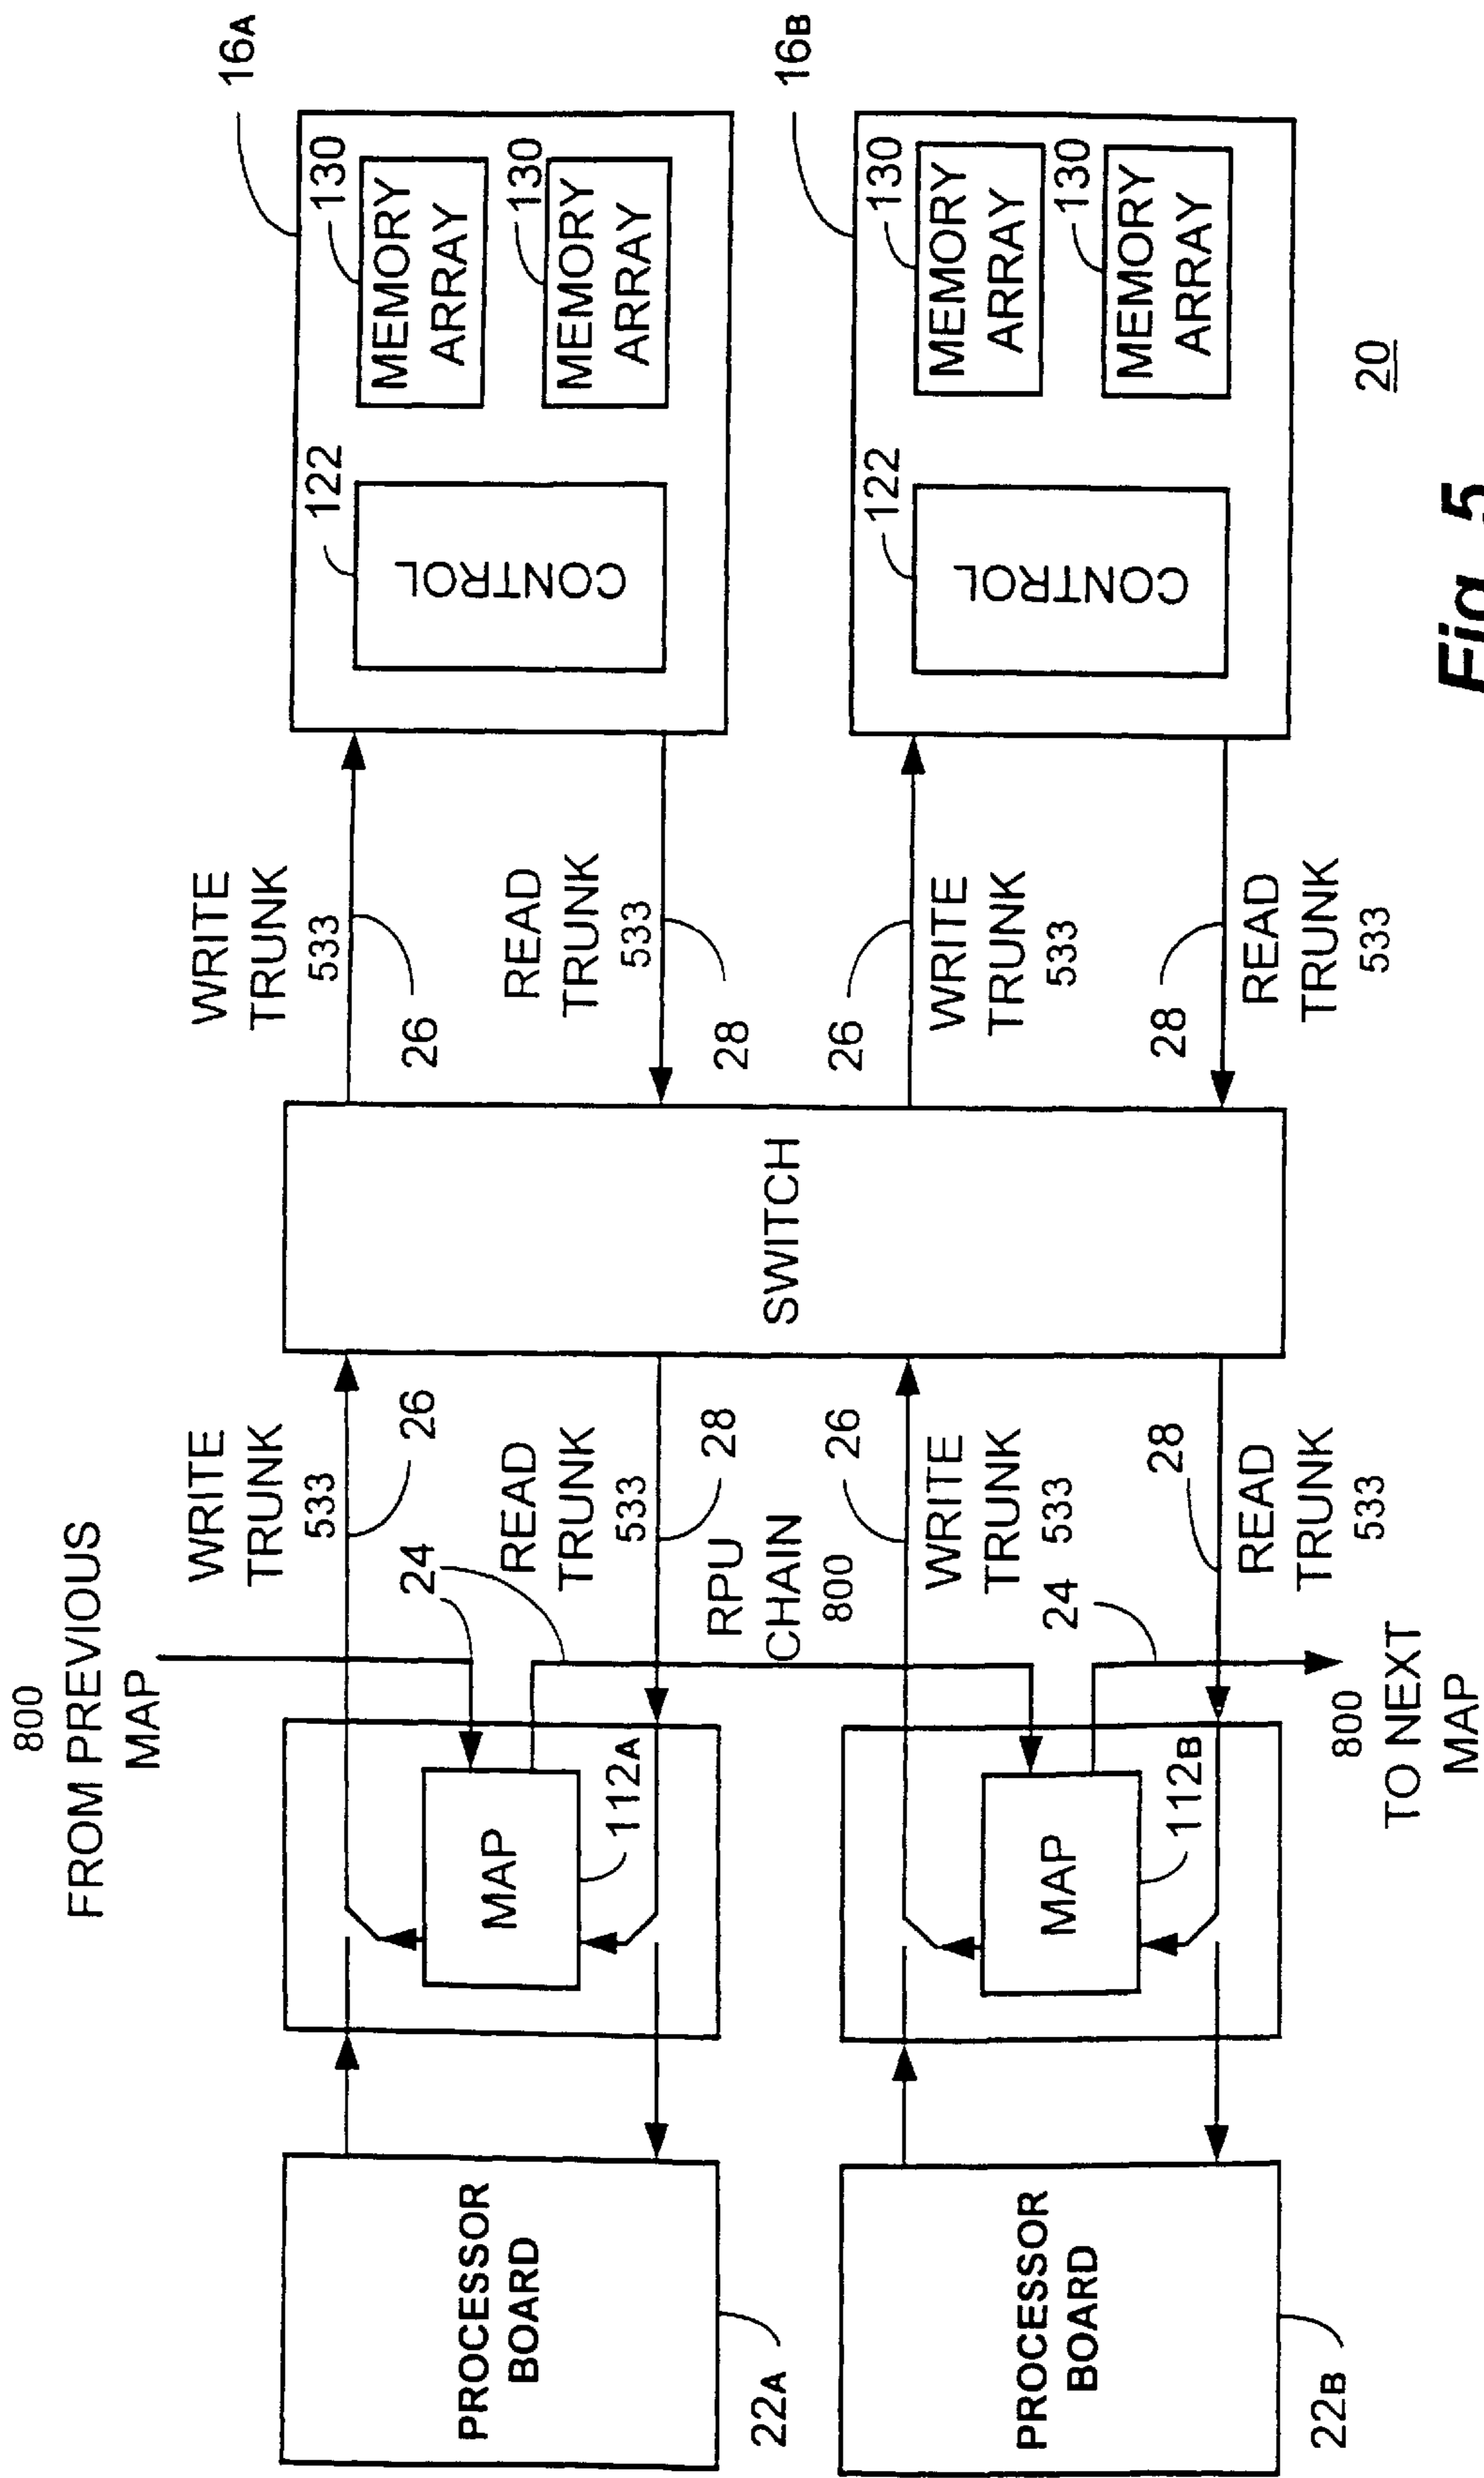 800
FROM PREVIOUS
MAP
WRITE
TRUNK
533
26
WRITE
TRUNK
533
26
16A
PROCESSOR
BOARD
22A
MAP
112A
24
READ
TRUNK
533
28
READ
TRUNK
533
28
122
CONTROL
130
MEMORY
ARRAY
130
MEMORY
ARRAY
RPU
CHAIN
800
SWITCH
26
WRITE
TRUNK
533
26
WRITE
TRUNK
533
16B
PROCESSOR
BOARD
22B
MAP
112B
24
28
READ
TRUNK
533
28
READ
TRUNK
533
122
CONTROL
130
MEMORY
ARRAY
130
MEMORY
ARRAY
800
TO NEXT
MAP
20
Fig. 5